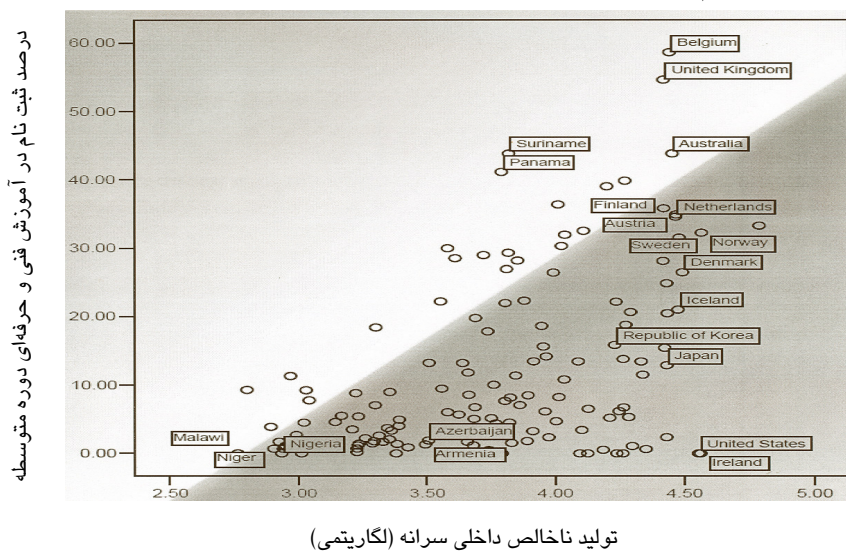 درصد ثبت نام در آموزش فنی و حرفه‌ای دوره متوسطه
60.00
50.00
40.00
30.00
20.00
10.00
0.00
Belgium
United Kingdom
Suriname
Australia
Panama
Finland
Netherlands
Austria
Sweden
Norway
Denmark
Iceland
Republic of Korea
Japan
Malawi
Nigeria
Azerbaijan
United States
Niger
Armenia
Ireland
2.50 3.00 3.50 4.00 4.50 5.00
تولید ناخالص داخلی سرانه (لگاریتمی)